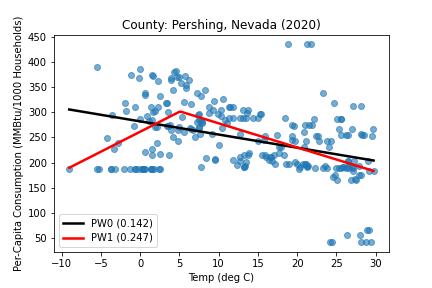 County: Pershing, Nevada (2020)
Per-Capita Consumption (MMBtu/1000 Households)
450
400
350
300
250
200
150
100
50
PW0 (0.142)
PW1 (0.247)
−10 −5 0 5 10 15 20 25 30
Temp (deg C)